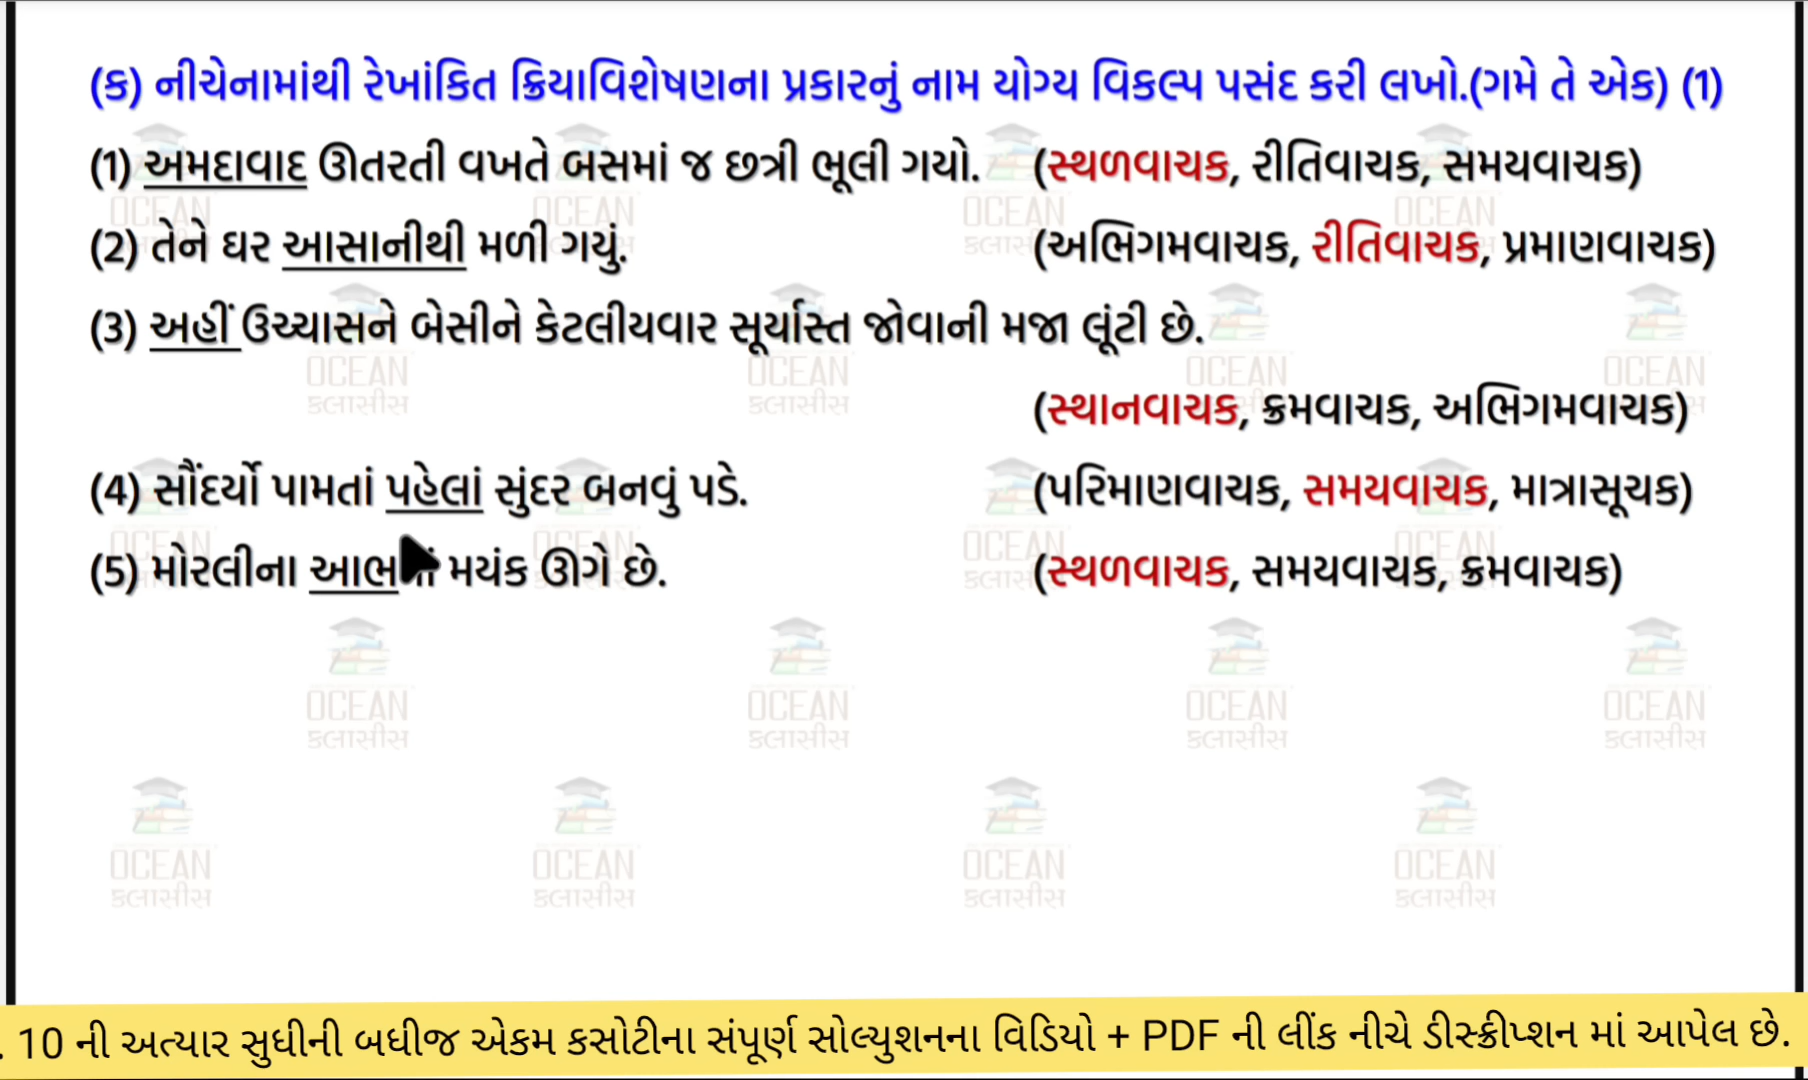 (ક) નીચેનામાંથી રેખાંકિત ક્રિયાવિશેષણના પ્રકારનું નામ યોગ્ય વિકલ્પ પસંદ કરી લખો.(ગમે તે એક) (1)
(1) અમદાવાદ ઊતરતી વખતે બસમાં જ છત્રી ભૂલી ગયો. (સ્થળવાચક, રીતિવાચક, સમયવાચક)
(2) તેને ઘર આસાનીથી મળી ગયું. (અભિગમવાચક, રીતિવાચક, પ્રમાણવાચક)
(3) અહીં ઉચ્ચાસને બેસીને કેટલીયવાર સૂર્યાસ્ત જોવાની મજા લૂંટી છે.
(સ્થાનવાચક, ક્રમવાચક, અભિગમવાચક)
(4) સૌંદર્યો પામતાં પહેલાં સુંદર બનવું પડે. (પરિમાણવાચક, સમયવાચક, માત્રાસૂચક)
(5) મોરલીના મયંક ઊગે છે. (સ્થળવાચક, સમયવાચક, ક્રમવાચક)
OCEAN
ક્લાસીસ
. 10 ની અત્યાર સુધીની બધીજ એકમ કસોટીના સંપૂર્ણ સોલ્યુશનના વિડિયો + PDF ની લીંક નીચે ડીસ્ક્રીપ્શન માં આપેલ છે.